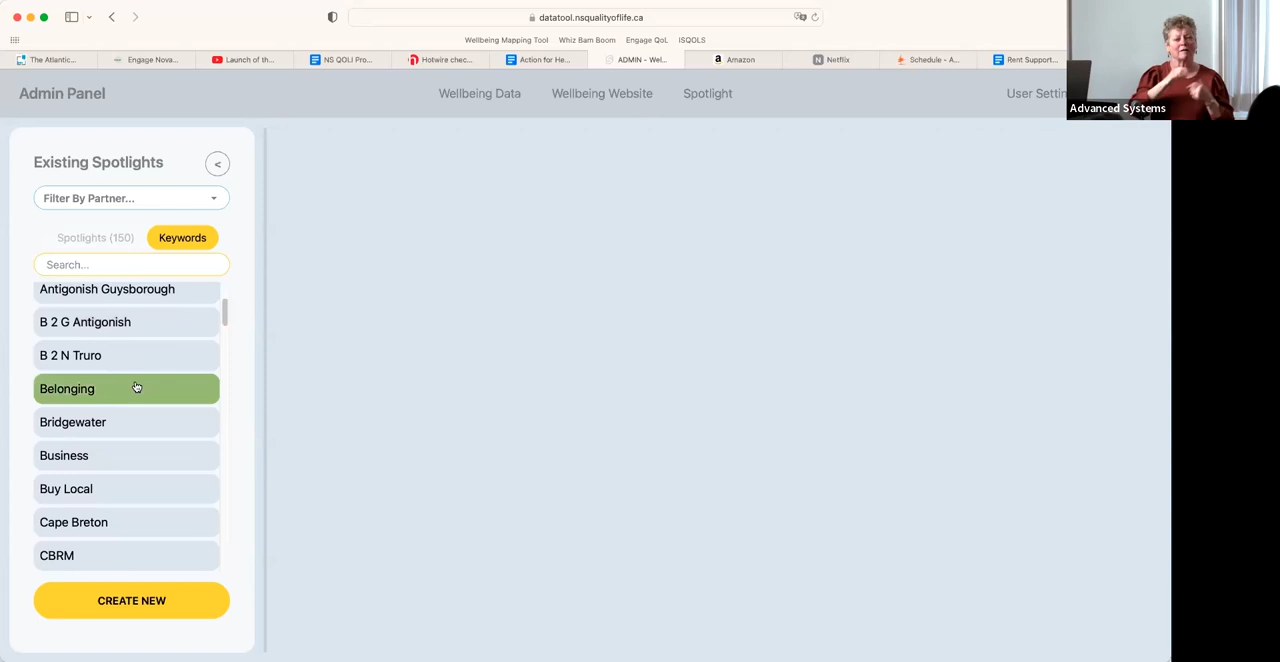 datatool.nsqualityoflife.ca
Wellbeing Mapping Tool Whiz Bam Boom Engage QoL ISQOLS
The Atlantic... Engage Nova... Launch of th... NS QOLI Pro... Hotwire chec... Action for He... ADMIN - Wel... Amazon Netflix Schedule - A... Rent Support...
Admin Panel Wellbeing Data Wellbeing Website Spotlight User Settin
Advanced Systems
Existing Spotlights <
Filter By Partner...
Spotlights (150) Keywords
Search...
Antigonish Guysborough
B 2 G Antigonish
B 2 N Truro
Belonging
Bridgewater
Business
Buy Local
Cape Breton
CBRM
CREATE NEW